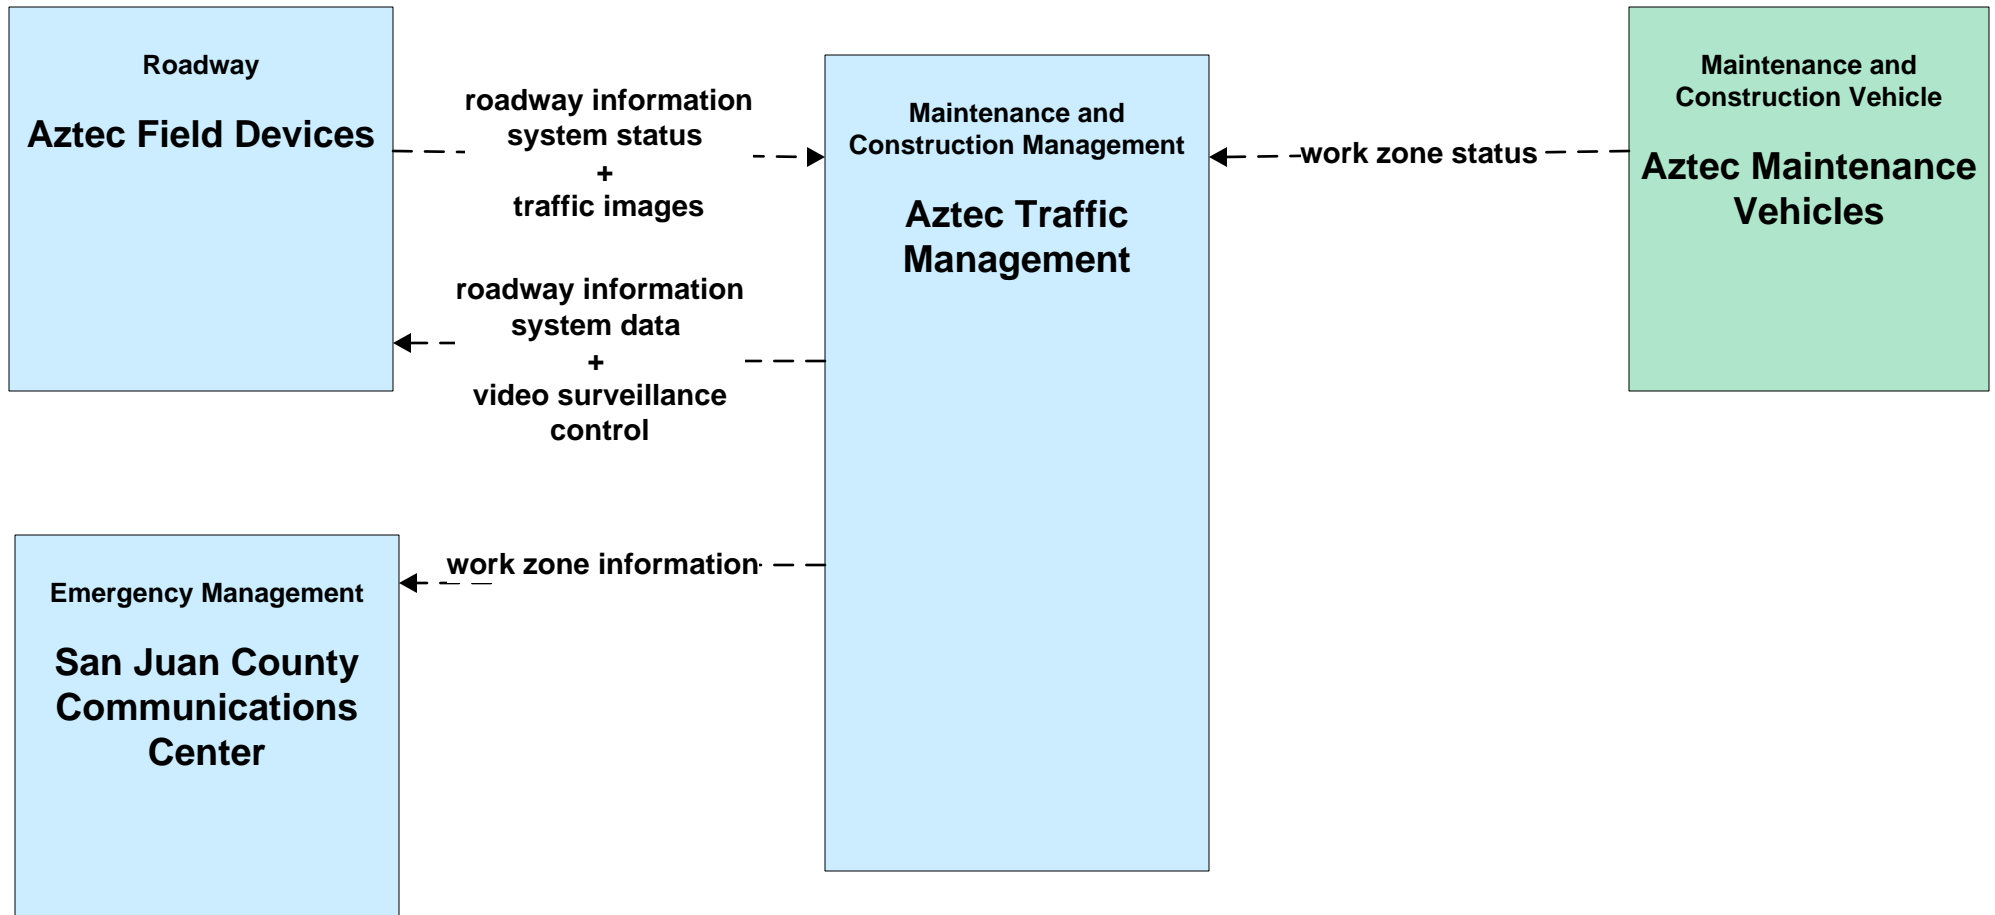 Roadway
Aztec Field Devices
roadway information
system status
+
traffic images
roadway information
system data
+
video surveillance
control
Maintenance and
Construction Management
Aztec Traffic
Management
work zone status
Maintenance and
Construction Vehicle
Aztec Maintenance
Vehicles
work zone information
Emergency Management
San Juan County
Communications
Center